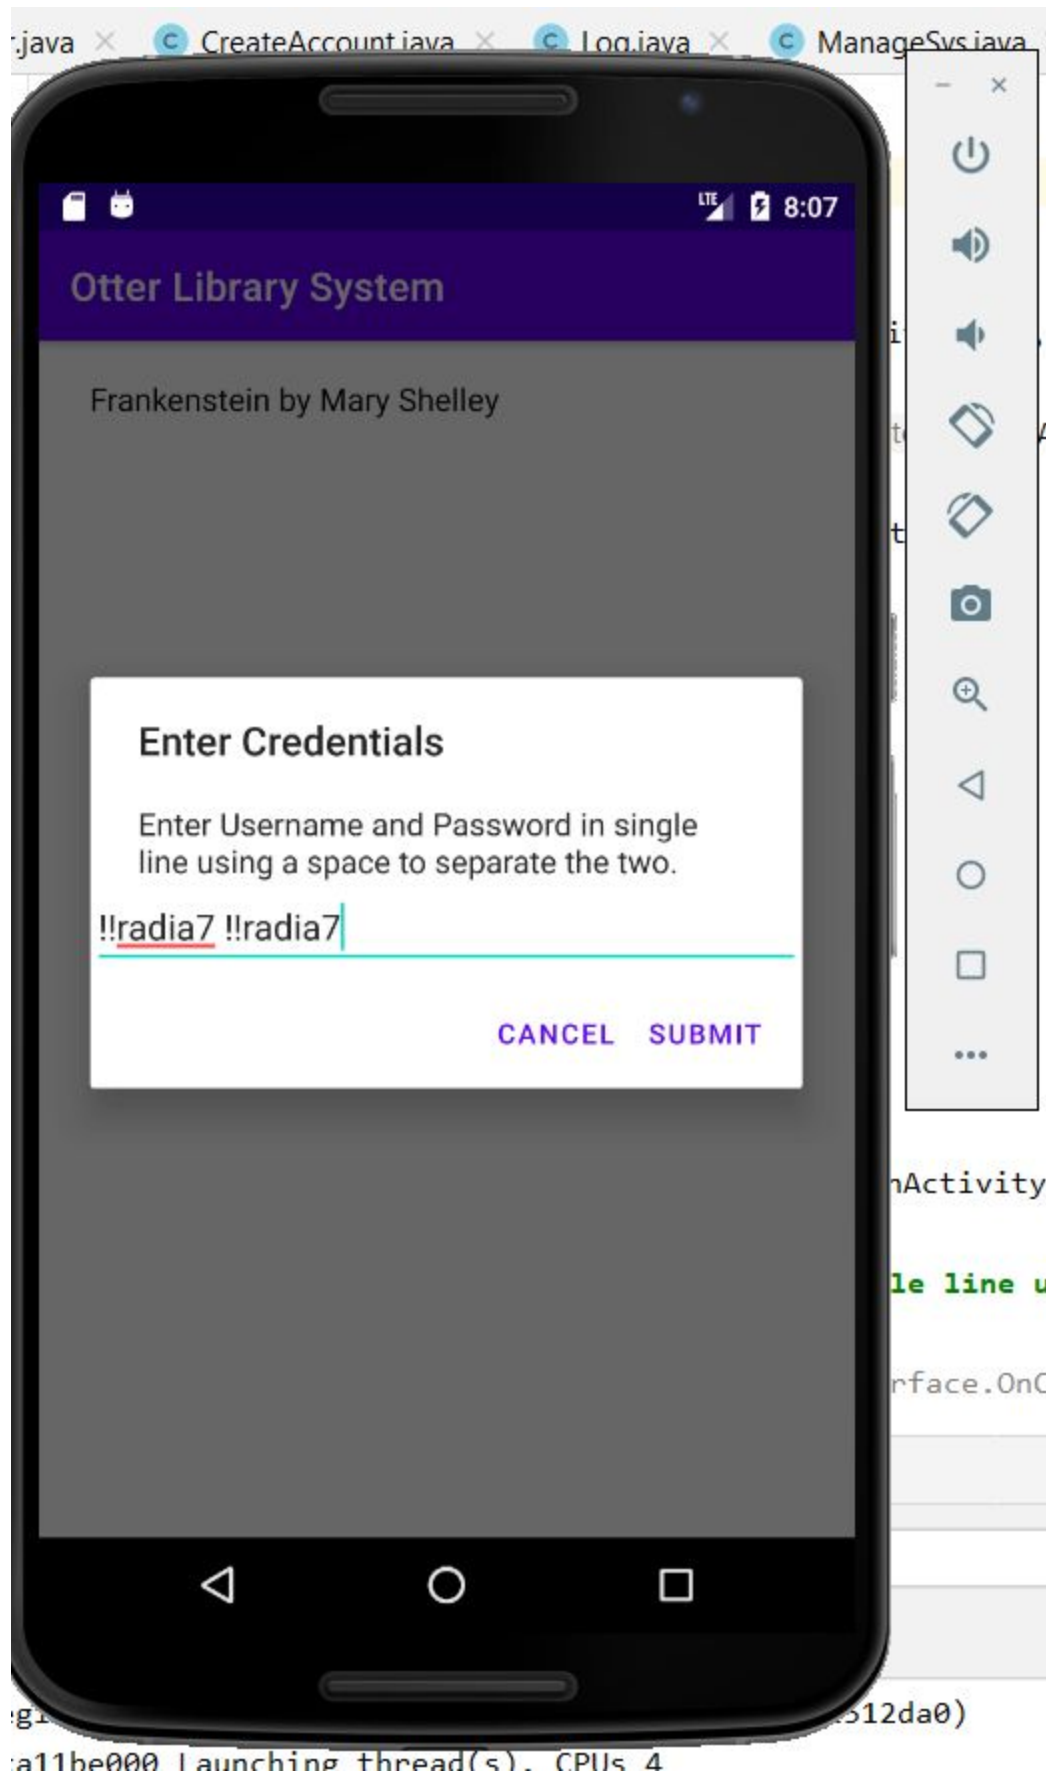 .java
CreateAccount.java
Log.java
ManageSys.java
LTE
8:07
Otter Library System
Frankenstein by Mary Shelley
Enter Credentials
Enter Username and Password in single
line using a space to separate the two.
!!radia7 !!radia7
CANCEL SUBMIT
nActivity
le line u
rface.OnC
512da0)
a11be000 Launching thread(s). CPUs 4